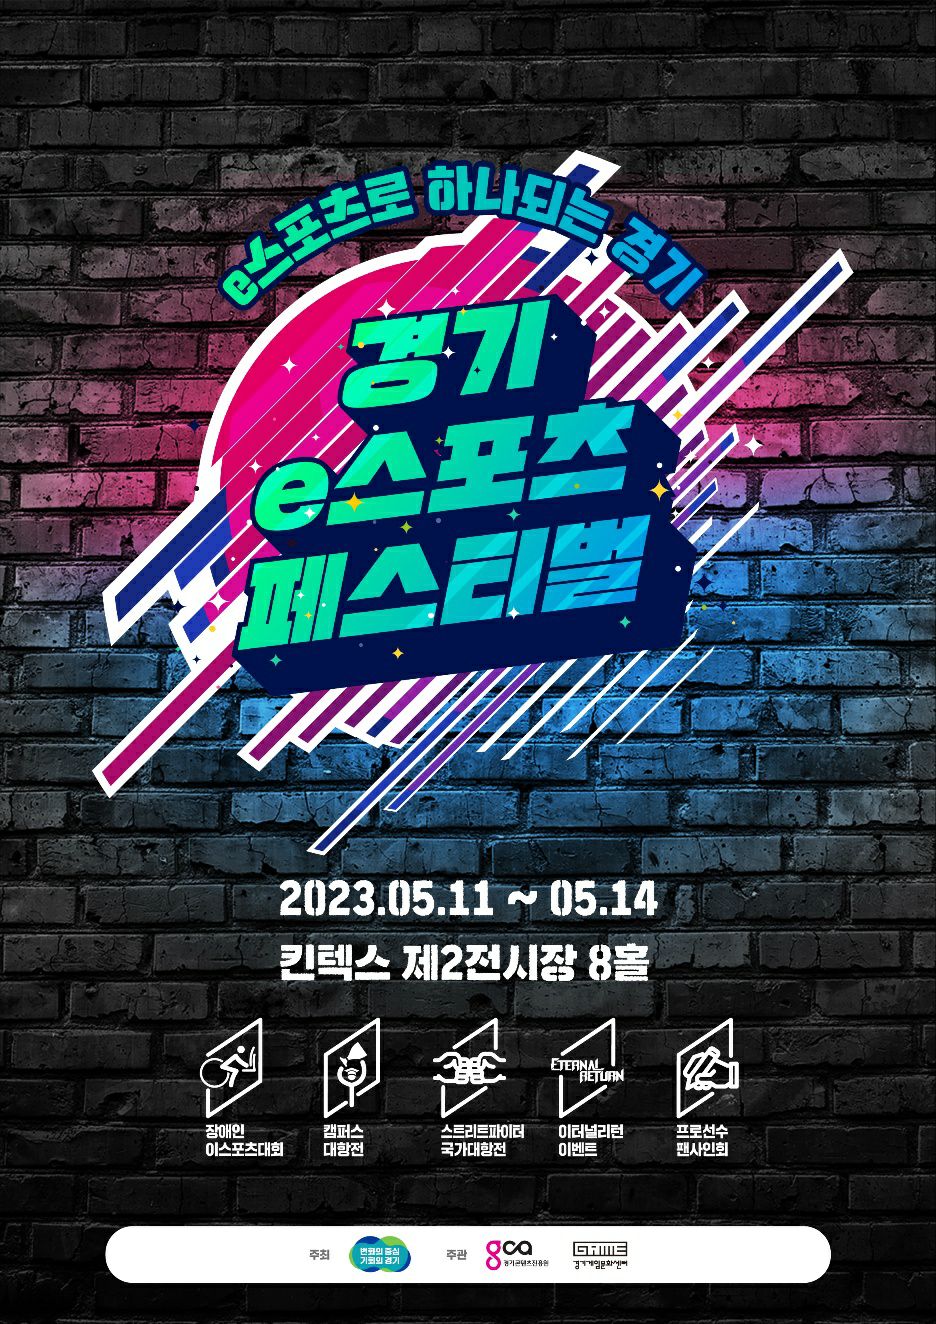 e스포츠로 하나되는 경기
경기
e스포츠
페스티벌
2023.05.11 ~ 05.14
킨텍스 제2전시장 8홀
ETERNAL
RETURN
장애인
이스포츠대회
캠퍼스
대항전
스트리트파이터
국가대항전
이터널리턴
이벤트
프로선수
팬사인회
주최
변화의 중심
기회의 경기
주관
gca
경기콘텐츠진흥원
GAME
경기게임문화센터